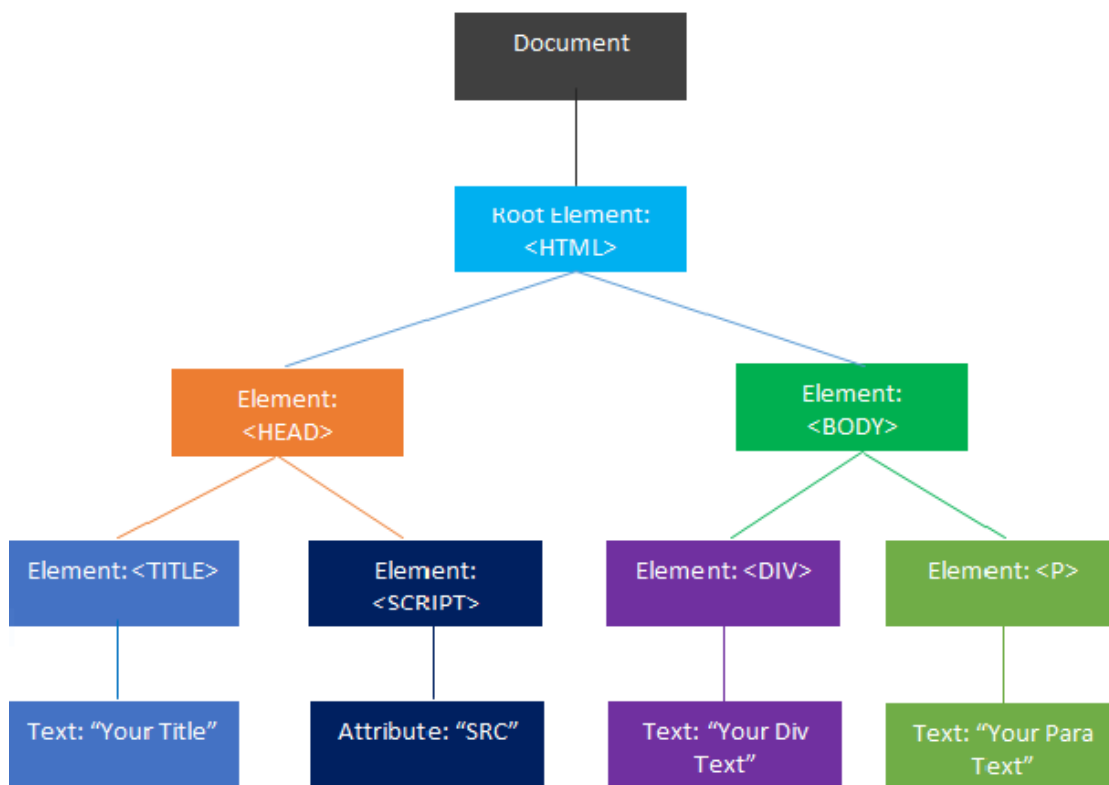 Document
Root Element:
<HTML>
Element:
<HEAD>
Element:
<BODY>
Element: <TITLE>
Element:
<SCRIPT>
Element: <DIV>
Element: <P>
Text: “Your Title”
Attribute: “SRC”
Text: “Your Div
Text”
Text: “Your Para
Text”